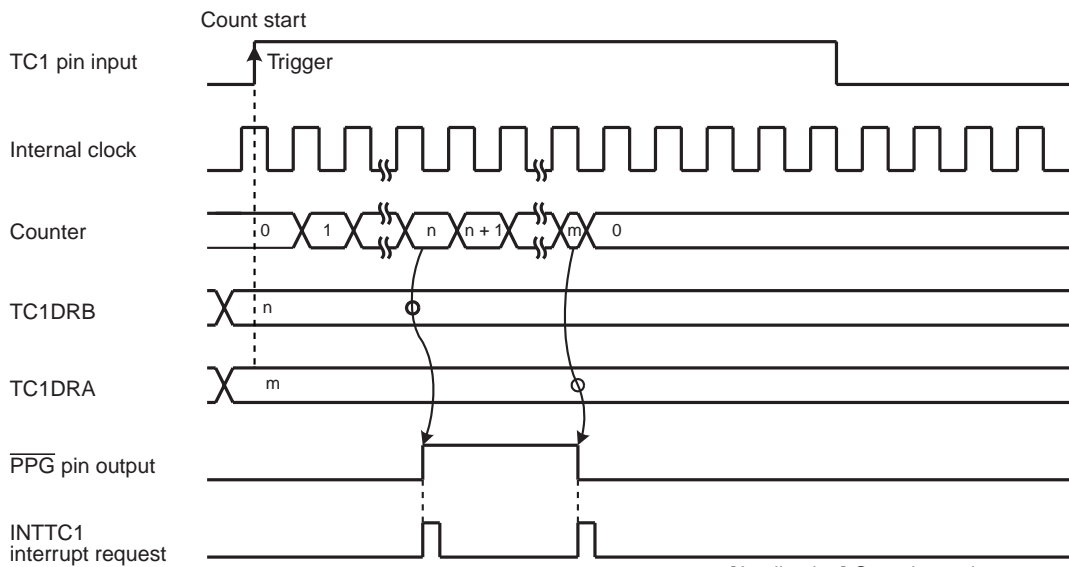 Count start
TC1 pin input
Trigger
Internal clock
Counter
0 1 n n + 1 m 0
TC1DRB
n
TC1DRA
m
PPG pin output
INTTC1
interrupt request